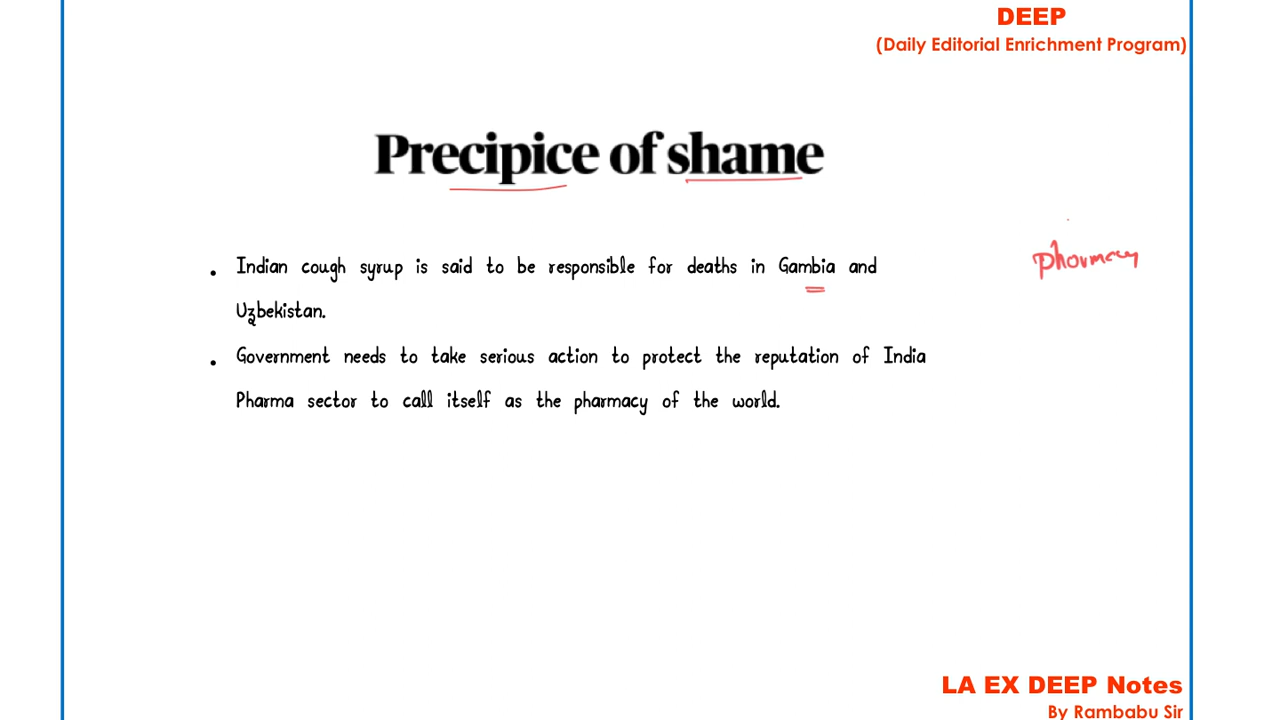 DEEP
(Daily Editorial Enrichment Program)
Precipice of shame
• Indian cough syrup is said to be responsible for deaths in Gambia and
Uzbekistan.
pharmacy
• Government needs to take serious action to protect the reputation of India
Pharma sector to call itself as the pharmacy of the world.
LA EX DEEP Notes
By Rambabu Sir